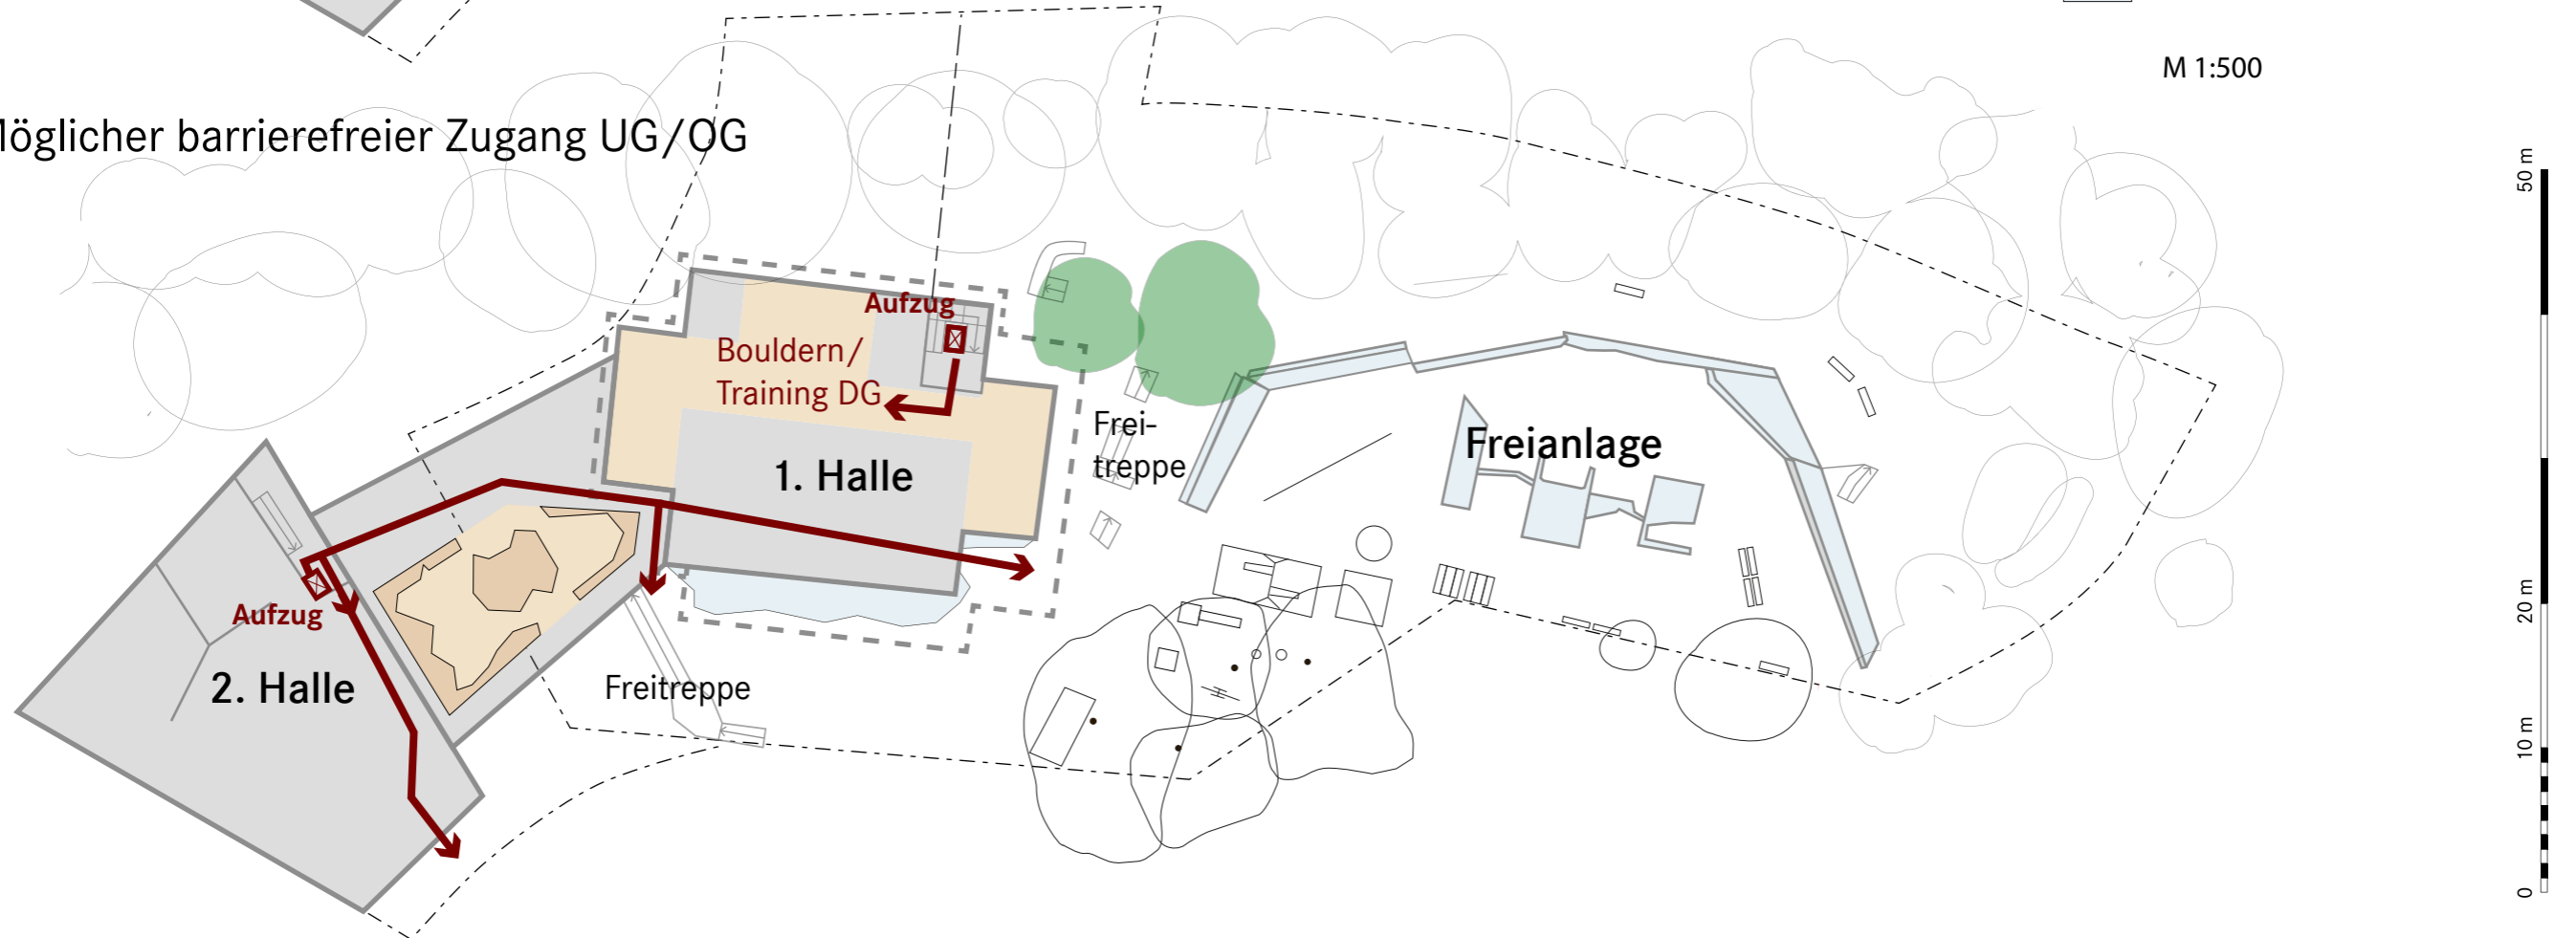 M 1:500
Möglicher barrierefreier Zugang UG/OG
50 m
Aufzug
Bouldern/
Training DG
Frei-
treppe
Freianlage
1. Halle
Aufzug
20 m
2. Halle
Freitreppe
10 m
0